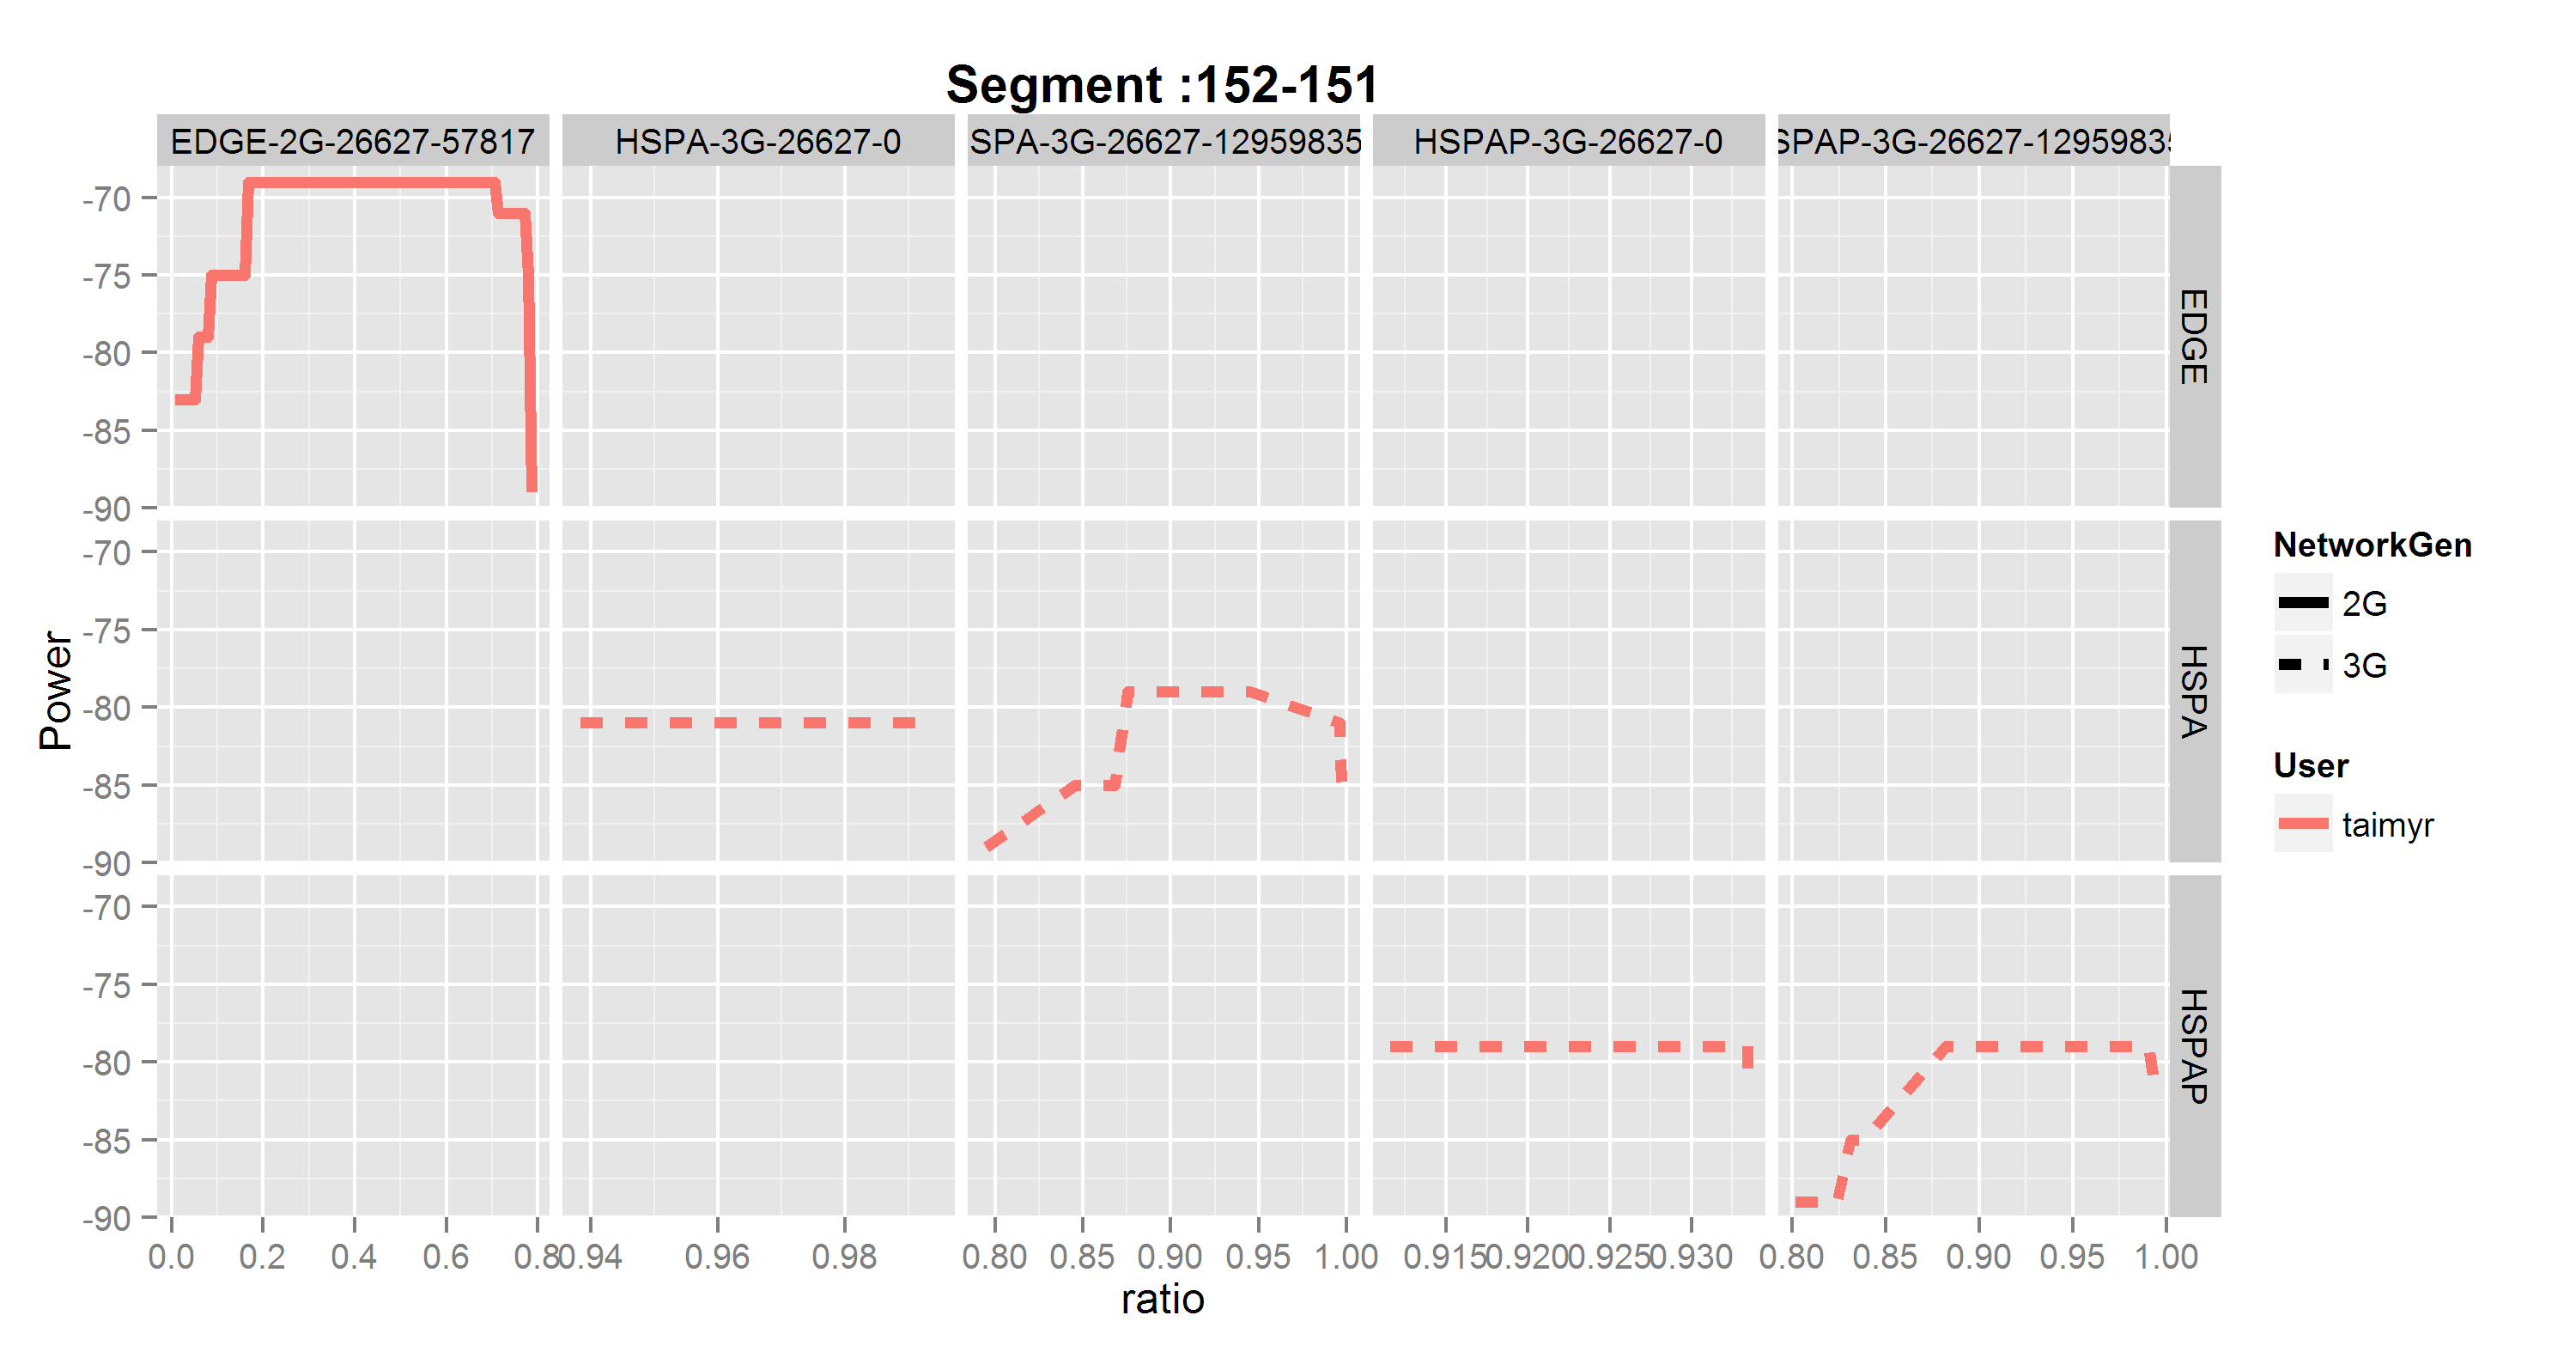 Segment :152-151
EDGE-2G-26627-57817 HSPA-3G-26627-0 SPA-3G-26627-12959835 HSPAP-3G-26627-0 SPAP-3G-26627-1295983
-70
-75
-80
-85
-90
EDGE
-70
-75
-80
-85
-90
HSPA
-70
-75
-80
-85
-90
HSPAP
Power
0.0 0.2 0.4 0.6 0.8 0.94 0.96 0.98 0.80 0.85 0.90 0.95 1.00 0.915 0.920 0.925 0.930 0.80 0.85 0.90 0.95 1.00
ratio
NetworkGen
2G
3G
User
taimyr